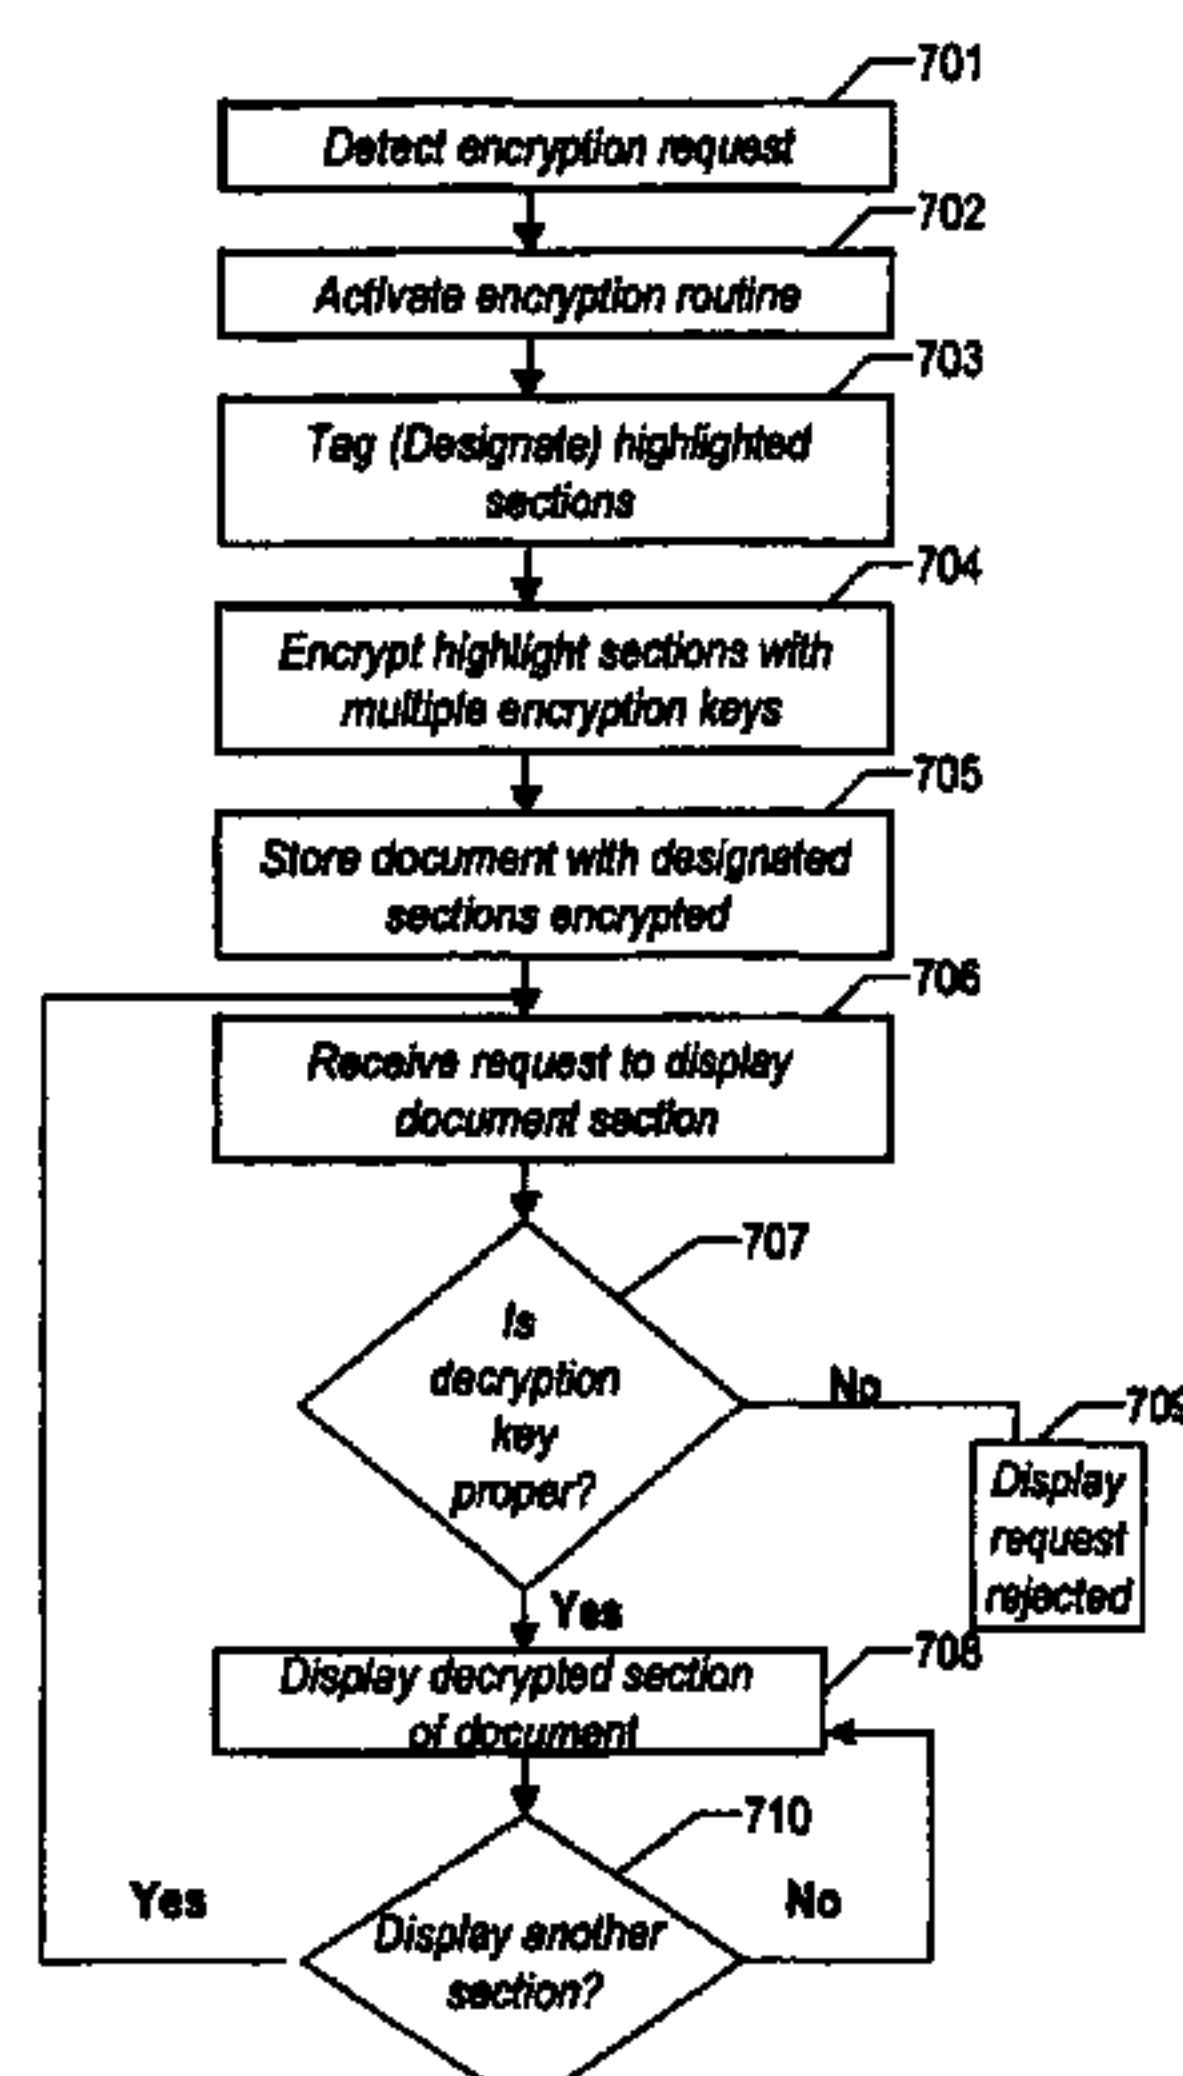 701
Detect encryption request
702
Activate encryption routine
703
Tag (Designate) highlighted
sections
704
Encrypt highlight sections with
multiple encryption keys
705
Store document with designated
sections encrypted
706
Receive request to display
document section
707
Is
decryption
key
proper?
No
709
Display
request
rejected
Yes
708
Display decrypted section
of document
710
Yes
No
Display another
section?